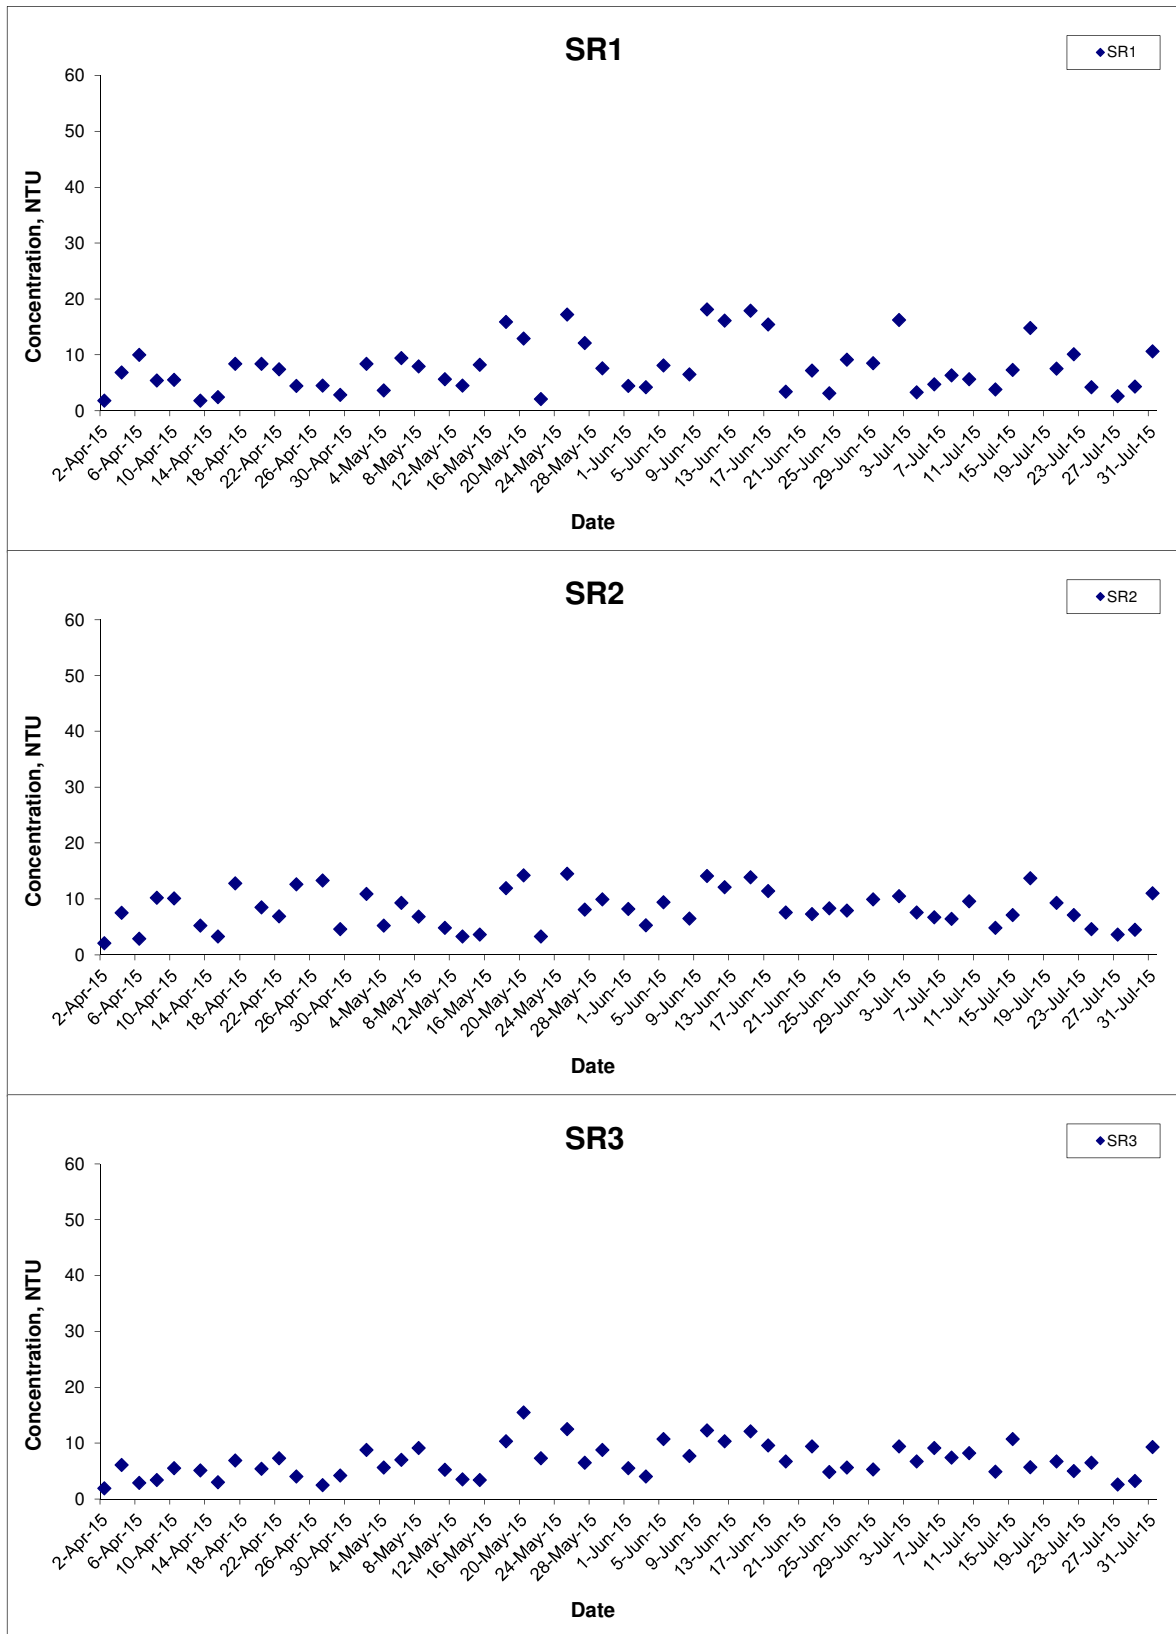 SR1
SR1
Concentration, NTU
60
50
40
30
20
10
0
2-Apr-15
6-Apr-15
10-Apr-15
14-Apr-15
18-Apr-15
22-Apr-15
26-Apr-15
30-Apr-15
4-May-15
8-May-15
12-May-15
16-May-15
20-May-15
24-May-15
28-May-15
1-Jun-15
5-Jun-15
9-Jun-15
13-Jun-15
17-Jun-15
21-Jun-15
25-Jun-15
29-Jun-15
3-Jul-15
7-Jul-15
11-Jul-15
15-Jul-15
19-Jul-15
23-Jul-15
27-Jul-15
31-Jul-15
Date
SR2
SR2
Concentration, NTU
60
50
40
30
20
10
0
2-Apr-15
6-Apr-15
10-Apr-15
14-Apr-15
18-Apr-15
22-Apr-15
26-Apr-15
30-Apr-15
4-May-15
8-May-15
12-May-15
16-May-15
20-May-15
24-May-15
28-May-15
1-Jun-15
5-Jun-15
9-Jun-15
13-Jun-15
17-Jun-15
21-Jun-15
25-Jun-15
29-Jun-15
3-Jul-15
7-Jul-15
11-Jul-15
15-Jul-15
19-Jul-15
23-Jul-15
27-Jul-15
31-Jul-15
Date
SR3
SR3
Concentration, NTU
60
50
40
30
20
10
0
2-Apr-15
6-Apr-15
10-Apr-15
14-Apr-15
18-Apr-15
22-Apr-15
26-Apr-15
30-Apr-15
4-May-15
8-May-15
12-May-15
16-May-15
20-May-15
24-May-15
28-May-15
1-Jun-15
5-Jun-15
9-Jun-15
13-Jun-15
17-Jun-15
21-Jun-15
25-Jun-15
29-Jun-15
3-Jul-15
7-Jul-15
11-Jul-15
15-Jul-15
19-Jul-15
23-Jul-15
27-Jul-15
31-Jul-15
Date